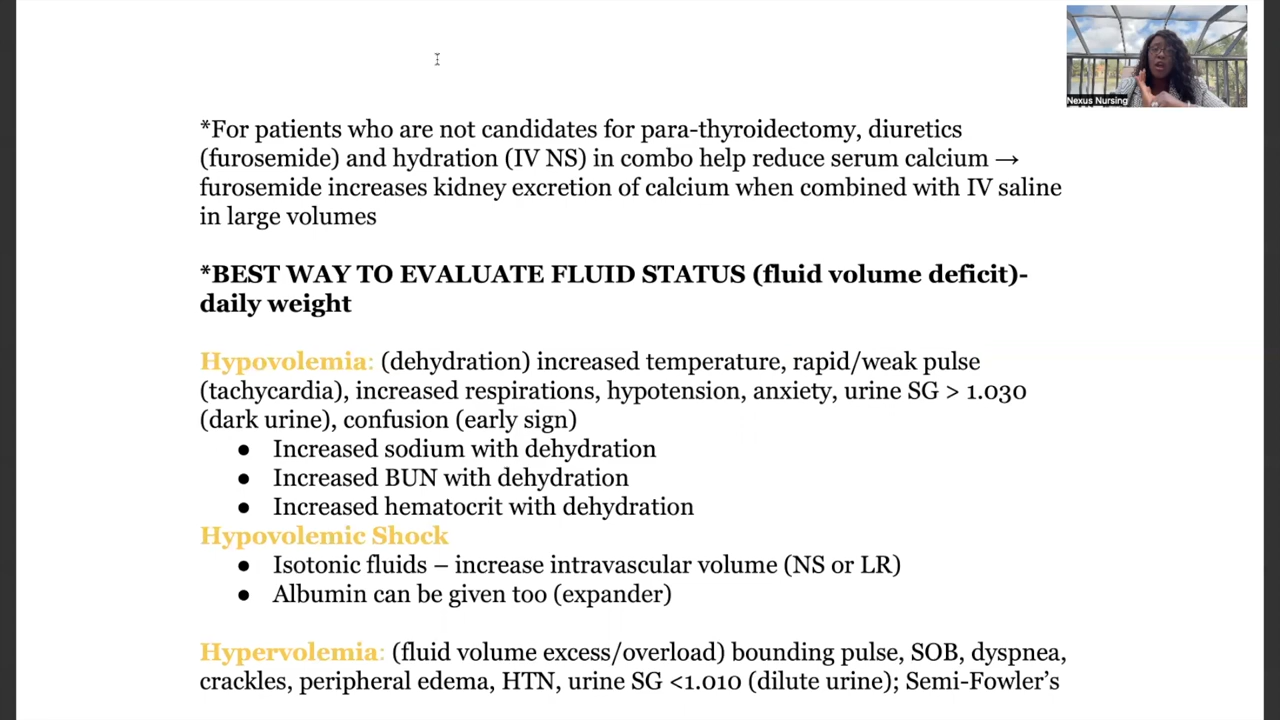 Nexus Nursing
*For patients who are not candidates for para-thyroidectomy, diuretics
(furosemide) and hydration (IV NS) in combo help reduce serum calcium →
furosemide increases kidney excretion of calcium when combined with IV saline
in large volumes
*BEST WAY TO EVALUATE FLUID STATUS (fluid volume deficit)-
daily weight
Hypovolemia: (dehydration) increased temperature, rapid/weak pulse
(tachycardia), increased respirations, hypotension, anxiety, urine SG > 1.030
(dark urine), confusion (early sign)
● Increased sodium with dehydration
● Increased BUN with dehydration
● Increased hematocrit with dehydration
Hypovolemic Shock
● Isotonic fluids – increase intravascular volume (NS or LR)
● Albumin can be given too (expander)
Hypervolemia: (fluid volume excess/overload) bounding pulse, SOB, dyspnea,
crackles, peripheral edema, HTN, urine SG <1.010 (dilute urine); Semi-Fowler’s